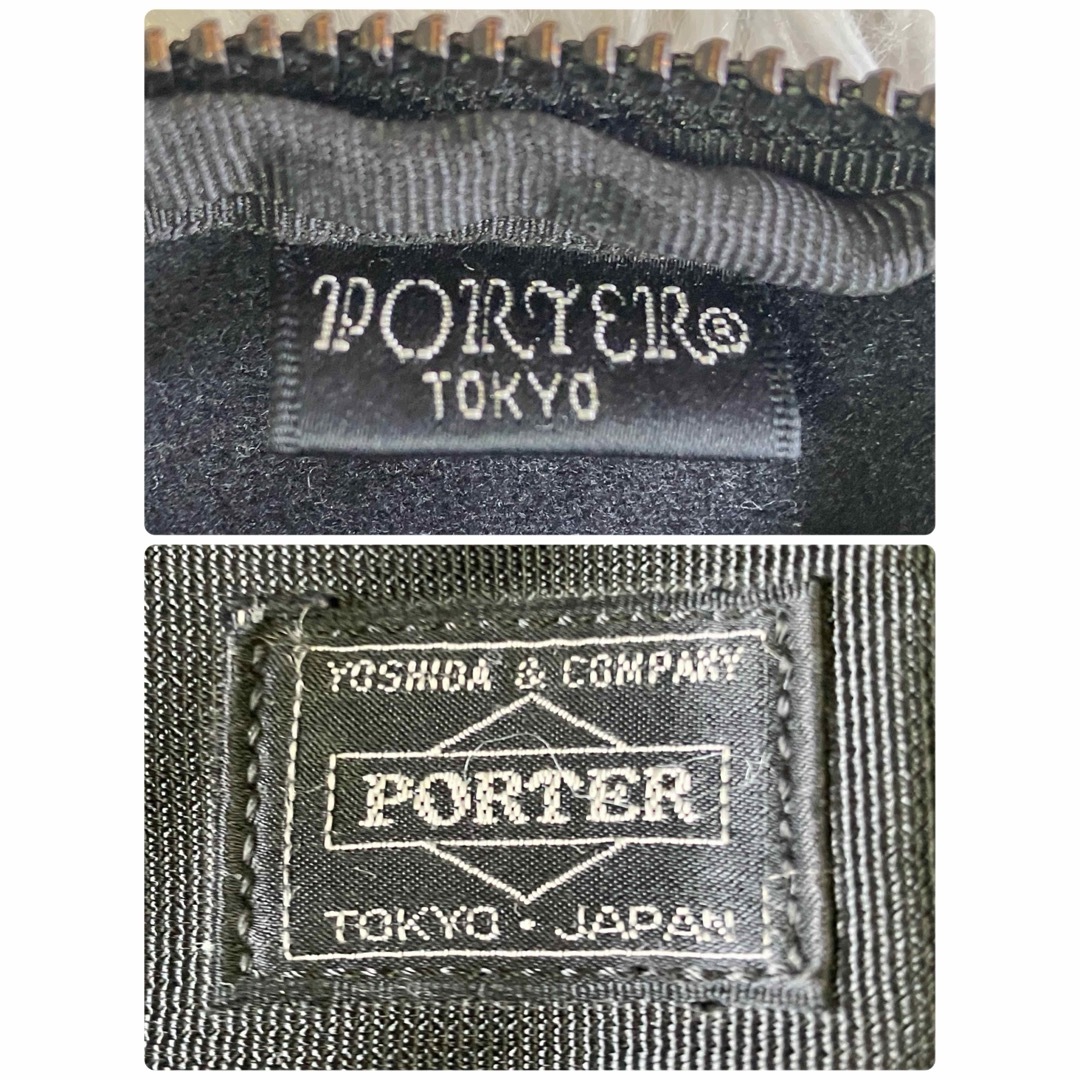 PORTER®
TOKYO
YOSHIDA & COMPANY
PORTER
TOKYO・JAPAN